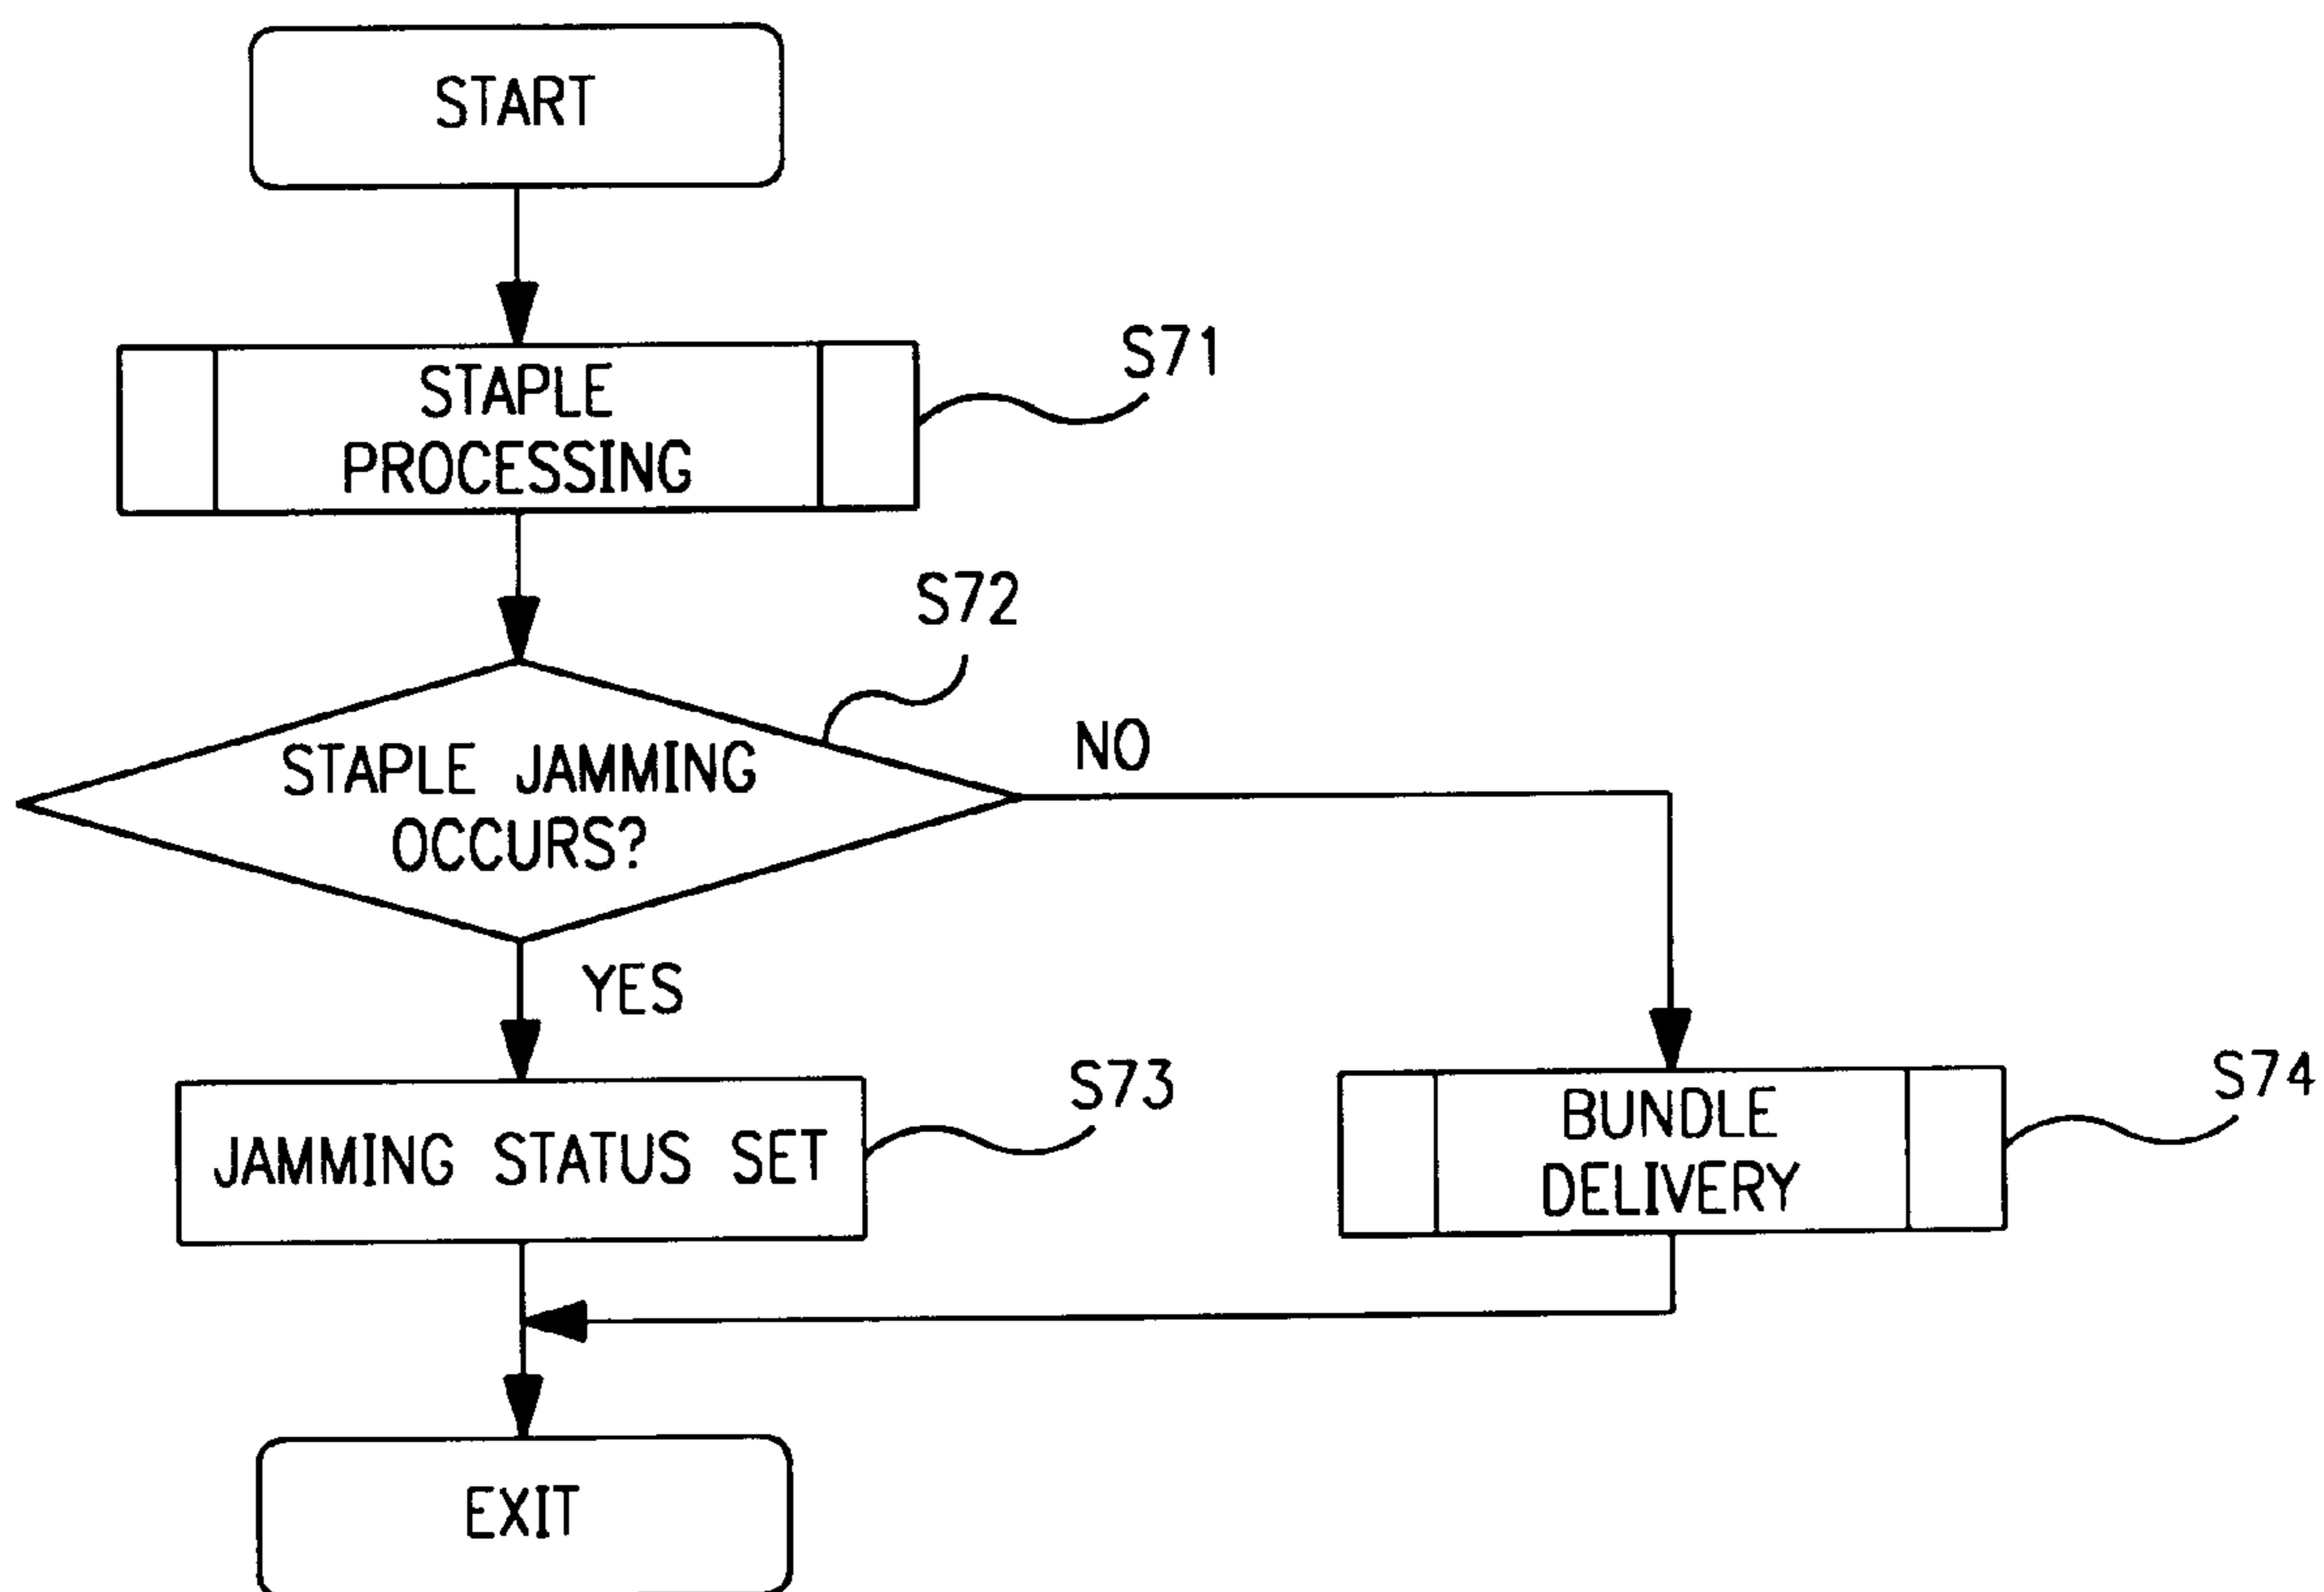 START
STAPLE
PROCESSING
S71
S72
STAPLE JAMMING
OCCURS?
NO
YES
JAMMING STATUS SET
S73
BUNDLE
DELIVERY
S74
EXIT